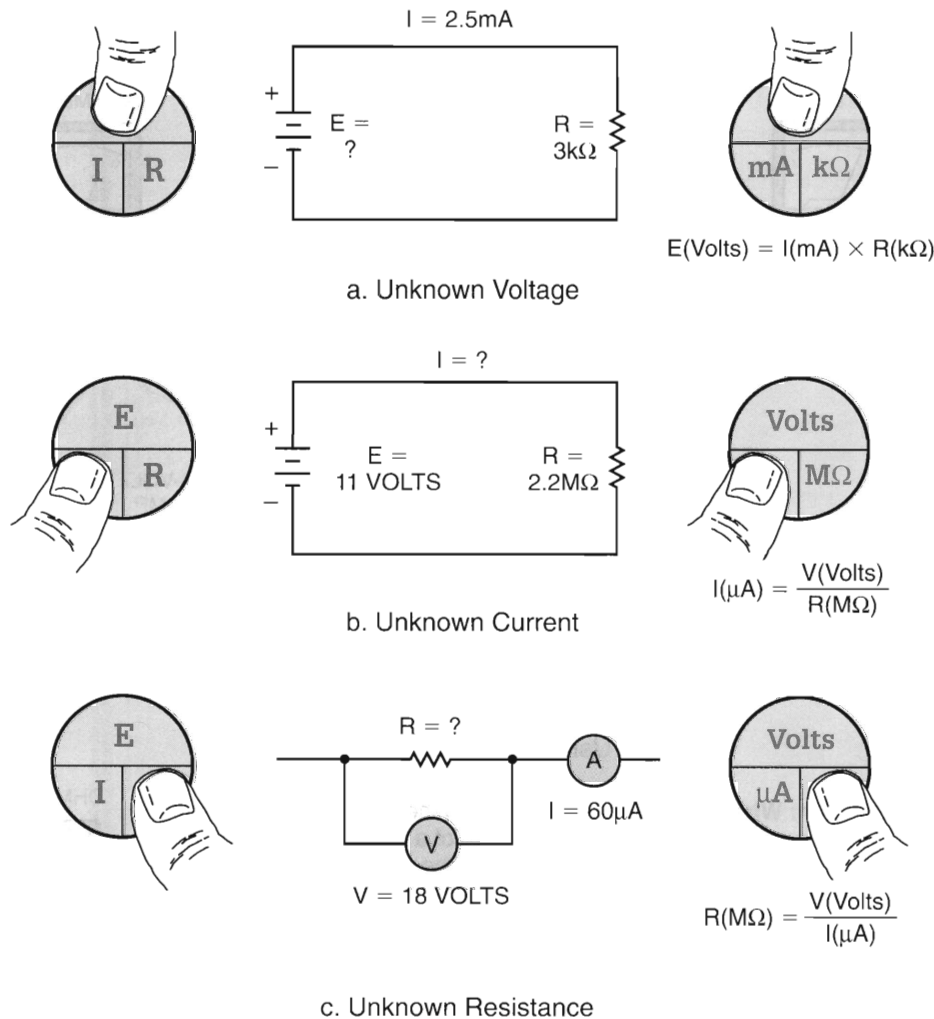 I = 2.5mA
I R
+
E =
?
−
R =
3kΩ
mA kΩ
E(Volts) = I(mA) × R(kΩ)
a. Unknown Voltage
I = ?
E
R
+
E =
11 VOLTS
−
R =
2.2MΩ
Volts
MΩ
I(μA) = V(Volts)
R(MΩ)
b. Unknown Current
E
I
R = ?
A
I = 60μA
V
V = 18 VOLTS
Volts
μA
R(MΩ) = V(Volts)
I(μA)
c. Unknown Resistance